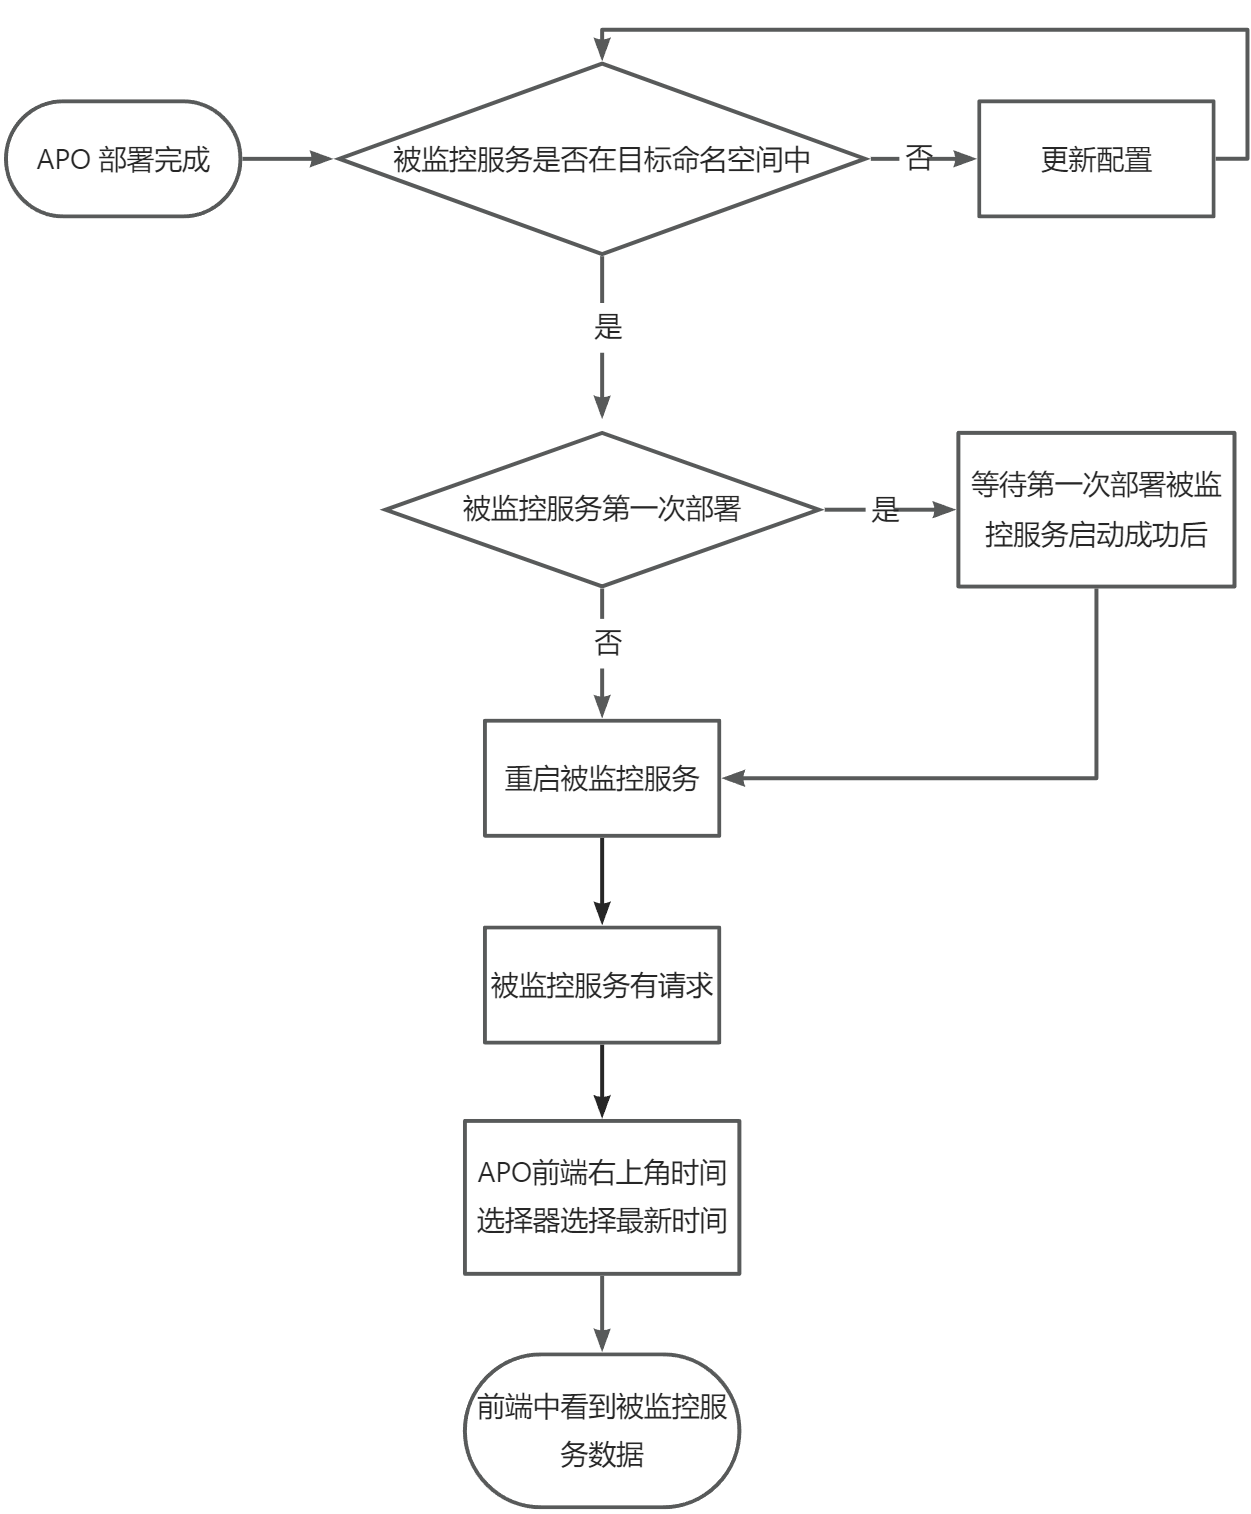 APO 部署完成
被监控服务是否在目标命名空间中
否
更新配置
是
被监控服务第一次部署
是
等待第一次部署被监
控服务启动成功后
否
重启被监控服务
被监控服务有请求
APO前端右上角时间
选择器选择最新时间
前端中看到被监控服
务数据